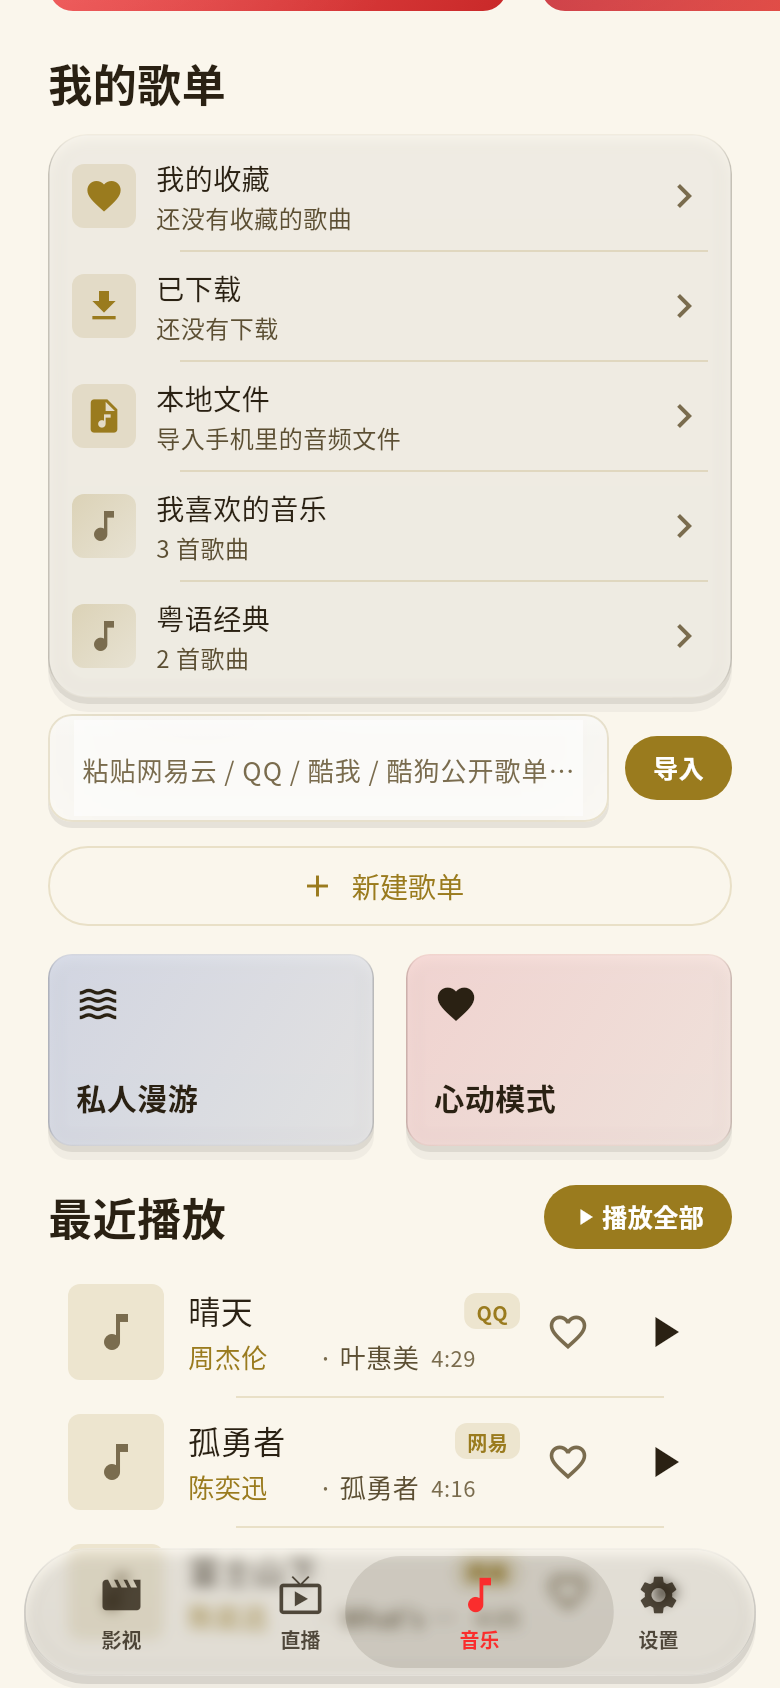 我的歌单
我的收藏
还没有收藏的歌曲
已下载
还没有下载
本地文件
导入手机里的音频文件
我喜欢的音乐
3 首歌曲
粤语经典
2 首歌曲
粘贴网易云 / QQ / 酷我 / 酷狗公开歌单…
导入
新建歌单
私人漫游
心动模式
最近播放
播放全部
晴天
QQ
周杰伦 · 叶惠美 4:29
孤勇者
网易
陈奕迅 · 孤勇者 4:16
影视
直播
音乐
设置